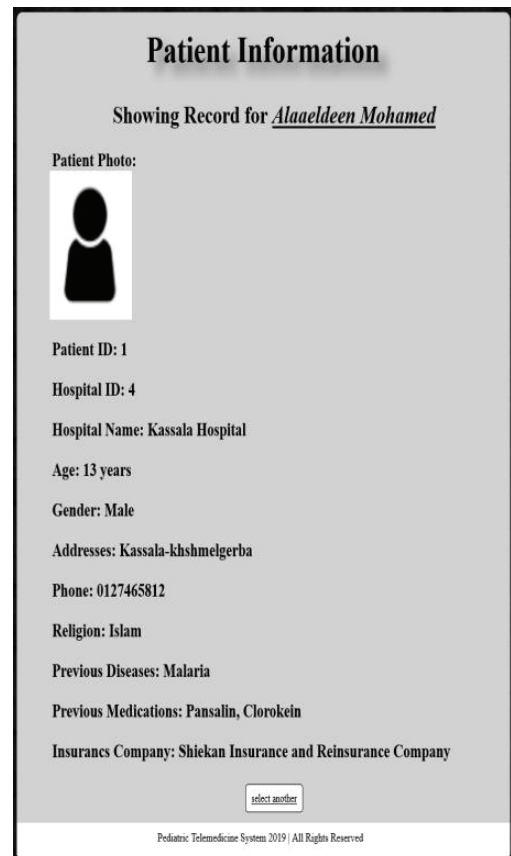 Patient Information
Showing Record for Alaaeldeen Mohamed
Patient Photo:
Patient ID: 1
Hospital ID: 4
Hospital Name: Kassala Hospital
Age: 13 years
Gender: Male
Addresses: Kassala-khshmelgerba
Phone: 0127465812
Religion: Islam
Previous Diseases: Malaria
Previous Medications: Pansalin, Clorokein
Insurancs Company: Shiekan Insurance and Reinsurance Company
select another
Pediatric Telemedicine System 2019 | All Rights Reserved